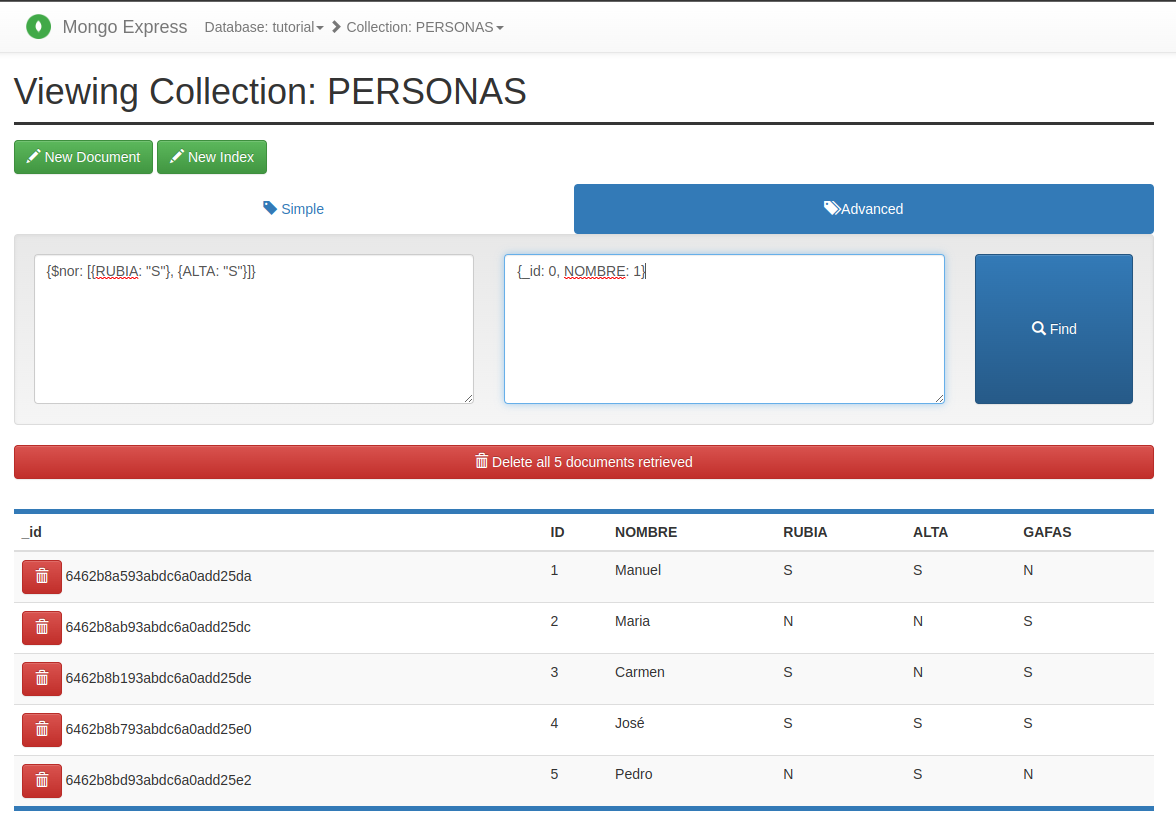 Mongo Express Database: tutorial Collection: PERSONAS
Viewing Collection: PERSONAS
New Document New Index
Simple Advanced
{$nor: [{RUBIA: "S"}, {ALTA: "S"}]} {_id: 0, NOMBRE: 1}
Find
Delete all 5 documents retrieved
_id ID NOMBRE RUBIA ALTA GAFAS
6462b8a593abdc6a0add25da 1 Manuel S S N
6462b8ab93abdc6a0add25dc 2 Maria N N S
6462b8b193abdc6a0add25de 3 Carmen S N S
6462b8b793abdc6a0add25e0 4 José S S S
6462b8bd93abdc6a0add25e2 5 Pedro N S N